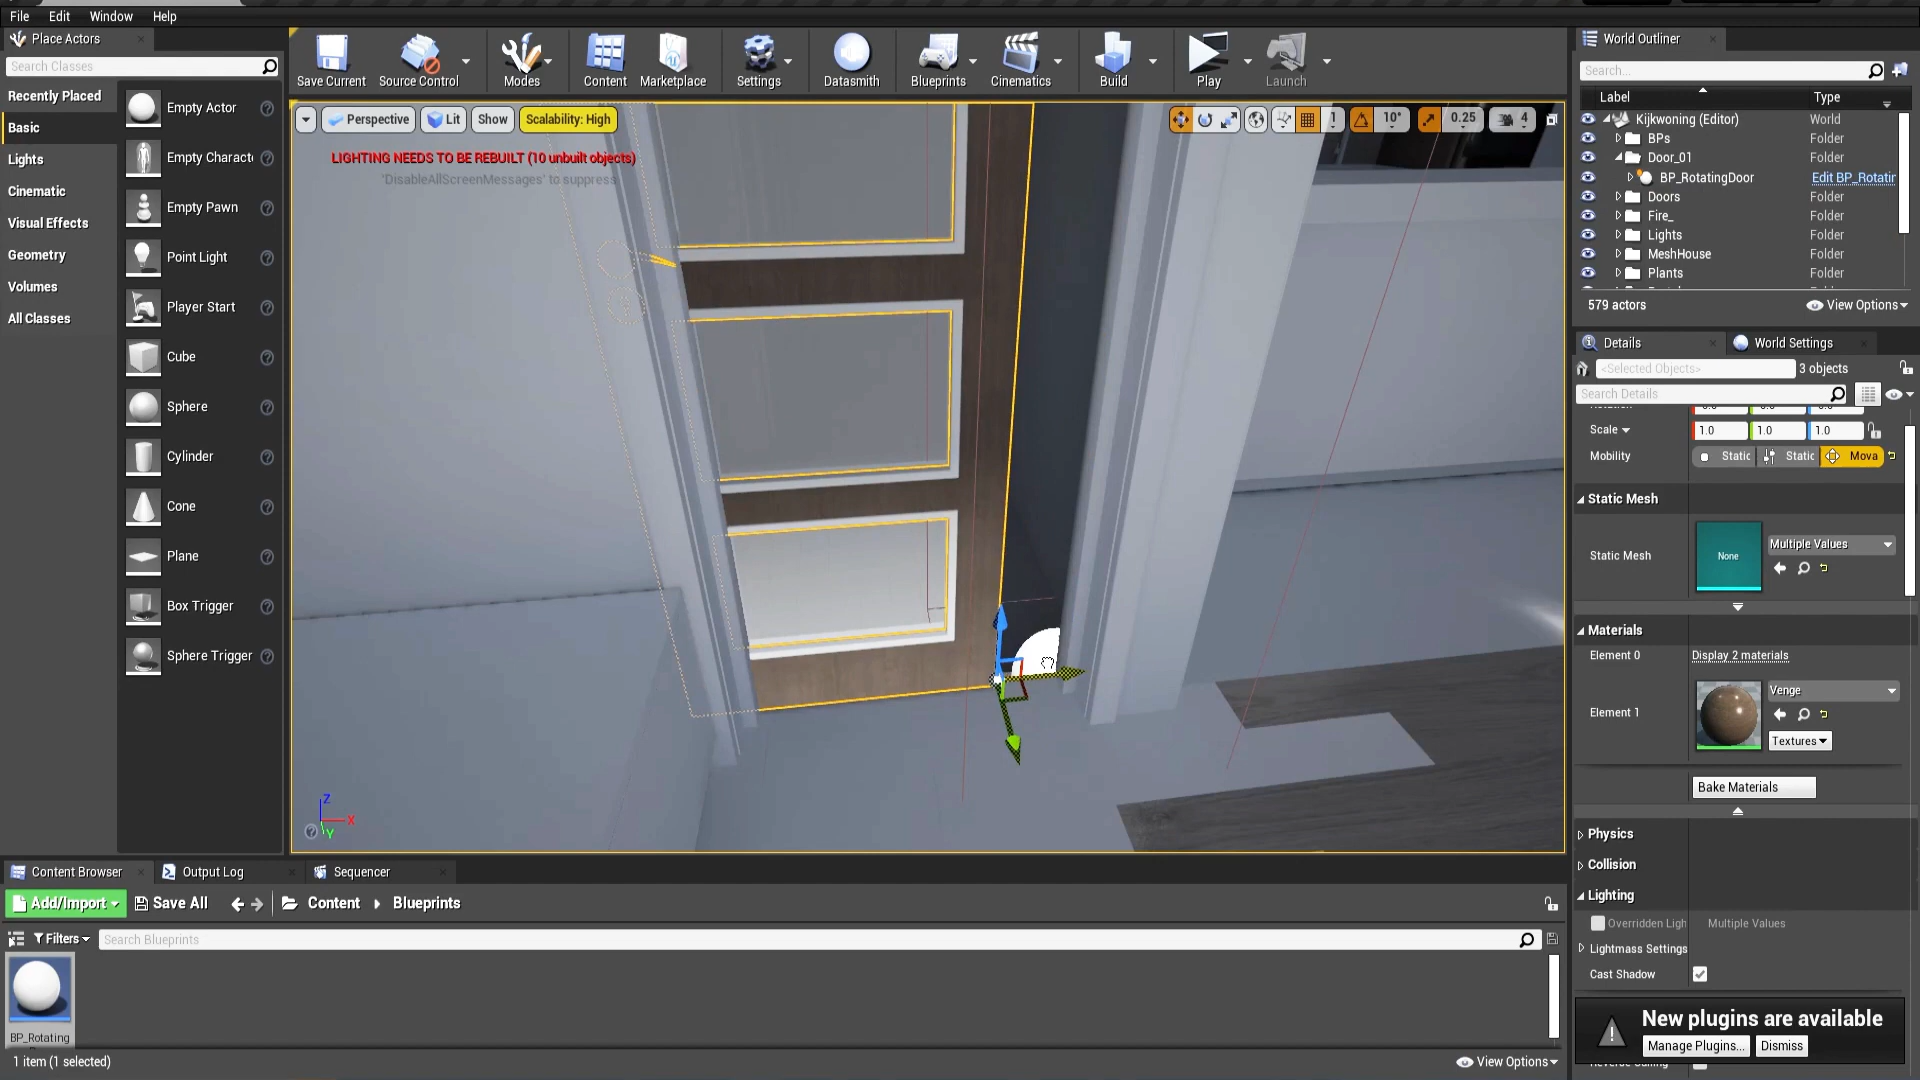 File Edit Window Help
Place Actors
Search Classes
Recently Placed
Basic
Lights
Cinematic
Visual Effects
Geometry
Volumes
All Classes
Empty Actor
Empty Charact
Empty Pawn
Point Light
Player Start
Cube
Sphere
Cylinder
Cone
Plane
Box Trigger
Sphere Trigger
Save Current
Source Control
Modes
Content
Marketplace
Settings
Datasmith
Blueprints
Cinematics
Build
Play
Launch
Perspective
Lit
Show
Scalability: High
1
10°
0.25
4
LIGHTING NEEDS TO BE REBUILT (10 unbuilt objects)
'DisableAllScreenMessages' to suppress
Z
X
Y
World Outliner
Search...
Label Type
Kijkwoning (Editor) World
BPs Folder
Door_01 Folder
BP_RotatingDoor Edit BP_Rotatir
Doors Folder
Fire_ Folder
Lights Folder
MeshHouse Folder
Plants Folder
579 actors View Options
Details
World Settings
<Selected Objects> 3 objects
Search Details
Scale 1.0 1.0 1.0
Mobility Static Static Mova
Static Mesh
Static Mesh None Multiple Values
Materials
Element 0 Display 2 materials
Element 1 Venge
Textures
Bake Materials
Physics
Collision
Lighting
Overridden Ligh Multiple Values
Lightmass Settings
Cast Shadow
New plugins are available
Manage Plugins... Dismiss
Content Browser
Output Log
Sequencer
Add/Import Save All Content Blueprints
Filters Search Blueprints
BP_Rotating
1 item (1 selected) View Options